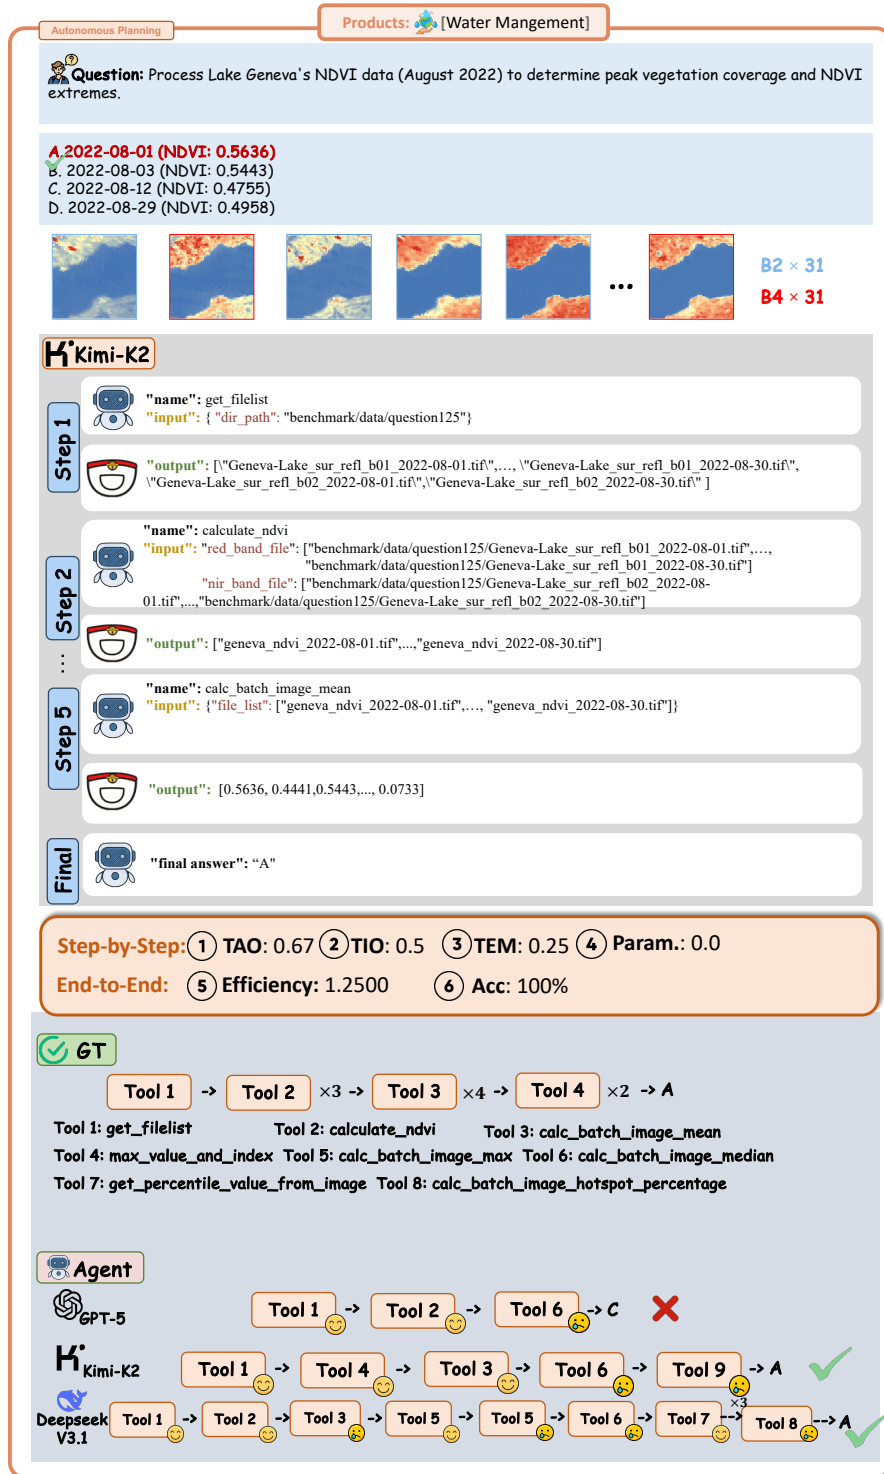 Products: [Water Mangement]
Autonomous Planning
Question: Process Lake Geneva's NDVI data (August 2022) to determine peak vegetation coverage and NDVI
extremes.
A.2022-08-01 (NDVI: 0.5636)
B. 2022-08-03 (NDVI: 0.5443)
C. 2022-08-12 (NDVI: 0.4755)
D. 2022-08-29 (NDVI: 0.4958)
B2 × 31
...
B4 × 31
Kimi-K2
Step 1
"name": get_filelist
"input": { "dir_path": "benchmark/data/question125"}
"output": [\"Geneva-Lake_sur_refl_b01_2022-08-01.tif\",..., \"Geneva-Lake_sur_refl_b01_2022-08-30.tif\",
\"Geneva-Lake_sur_refl_b02_2022-08-01.tif\",\"Geneva-Lake_sur_refl_b02_2022-08-30.tif\" ]
Step 2
"name": calculate_ndvi
"input": "red_band_file": ["benchmark/data/question125/Geneva-Lake_sur_refl_b01_2022-08-01.tif",...,
"benchmark/data/question125/Geneva-Lake_sur_refl_b01_2022-08-30.tif"]
"nir_band_file": ["benchmark/data/question125/Geneva-Lake_sur_refl_b02_2022-08-
01.tif",...,"benchmark/data/question125/Geneva-Lake_sur_refl_b02_2022-08-30.tif"]
"output": ["geneva_ndvi_2022-08-01.tif",...,"geneva_ndvi_2022-08-30.tif"]
...
Step 5
"name": calc_batch_image_mean
"input": {"file_list": ["geneva_ndvi_2022-08-01.tif",..., "geneva_ndvi_2022-08-30.tif"]}
"output": [0.5636, 0.4441,0.5443,..., 0.0733]
Final
"final answer": “A"
Step-by-Step: 1 TAO: 0.67 2 TIO: 0.5 3 TEM: 0.25 4 Param.: 0.0
End-to-End: 5 Efficiency: 1.2500 6 Acc: 100%
GT
Tool 1 -> Tool 2 ×3 -> Tool 3 ×4 -> Tool 4 ×2 -> A
Tool 1: get_filelist Tool 2: calculate_ndvi Tool 3: calc_batch_image_mean
Tool 4: max_value_and_index Tool 5: calc_batch_image_max Tool 6: calc_batch_image_median
Tool 7: get_percentile_value_from_image Tool 8: calc_batch_image_hotspot_percentage
Agent
GPT-5 Tool 1 -> Tool 2 -> Tool 6 -> C
Kimi-K2 Tool 1 -> Tool 4 -> Tool 3 -> Tool 6 -> Tool 9 -> A
Deepseek V3.1 Tool 1 -> Tool 2 -> Tool 3 -> Tool 5 -> Tool 5 -> Tool 6 -> Tool 7 --> ×3 Tool 8 --> A